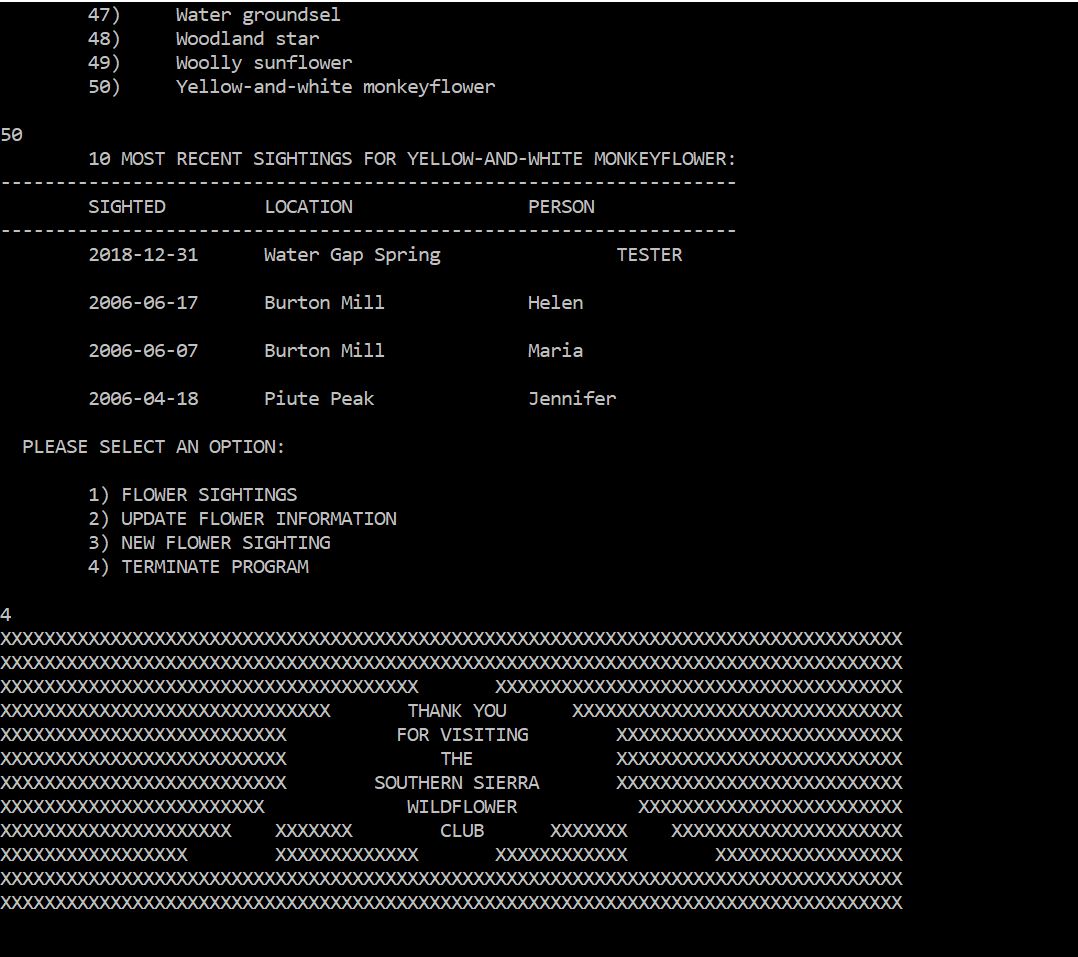 47) Water groundsel
48) Woodland star
49) Woolly sunflower
50) Yellow-and-white monkeyflower
50
10 MOST RECENT SIGHTINGS FOR YELLOW-AND-WHITE MONKEYFLOWER:
-------------------------------------------------------------------
SIGHTED LOCATION PERSON
-------------------------------------------------------------------
2018-12-31 Water Gap Spring TESTER
2006-06-17 Burton Mill Helen
2006-06-07 Burton Mill Maria
2006-04-18 Piute Peak Jennifer
PLEASE SELECT AN OPTION:
1) FLOWER SIGHTINGS
2) UPDATE FLOWER INFORMATION
3) NEW FLOWER SIGHTING
4) TERMINATE PROGRAM
4
XXXXXXXXXXXXXXXXXXXXXXXXXXXXXXXXXXXXXXXXXXXXXXXXXXXXXXXXXXXXXXXXXXXXXXXXXXXXXXXXXX
XXXXXXXXXXXXXXXXXXXXXXXXXXXXXXXXXXXXXXXXXXXXXXXXXXXXXXXXXXXXXXXXXXXXXXXXXXXXXXXXXX
XXXXXXXXXXXXXXXXXXXXXXXXXXXXXXXXXXXXXX       XXXXXXXXXXXXXXXXXXXXXXXXXXXXXXXXXXXXX
XXXXXXXXXXXXXXXXXXXXXXXXXXXXXX       THANK YOU      XXXXXXXXXXXXXXXXXXXXXXXXXXXXXX
XXXXXXXXXXXXXXXXXXXXXXXXXX          FOR VISITING        XXXXXXXXXXXXXXXXXXXXXXXXXX
XXXXXXXXXXXXXXXXXXXXXXXXXX              THE             XXXXXXXXXXXXXXXXXXXXXXXXXX
XXXXXXXXXXXXXXXXXXXXXXXXXX        SOUTHERN SIERRA       XXXXXXXXXXXXXXXXXXXXXXXXXX
XXXXXXXXXXXXXXXXXXXXXXXX             WILDFLOWER           XXXXXXXXXXXXXXXXXXXXXXXX
XXXXXXXXXXXXXXXXXXXXX    XXXXXXX        CLUB      XXXXXXX    XXXXXXXXXXXXXXXXXXXXX
XXXXXXXXXXXXXXXXX        XXXXXXXXXXXXX       XXXXXXXXXXXX        XXXXXXXXXXXXXXXXX
XXXXXXXXXXXXXXXXXXXXXXXXXXXXXXXXXXXXXXXXXXXXXXXXXXXXXXXXXXXXXXXXXXXXXXXXXXXXXXXXXX
XXXXXXXXXXXXXXXXXXXXXXXXXXXXXXXXXXXXXXXXXXXXXXXXXXXXXXXXXXXXXXXXXXXXXXXXXXXXXXXXXX